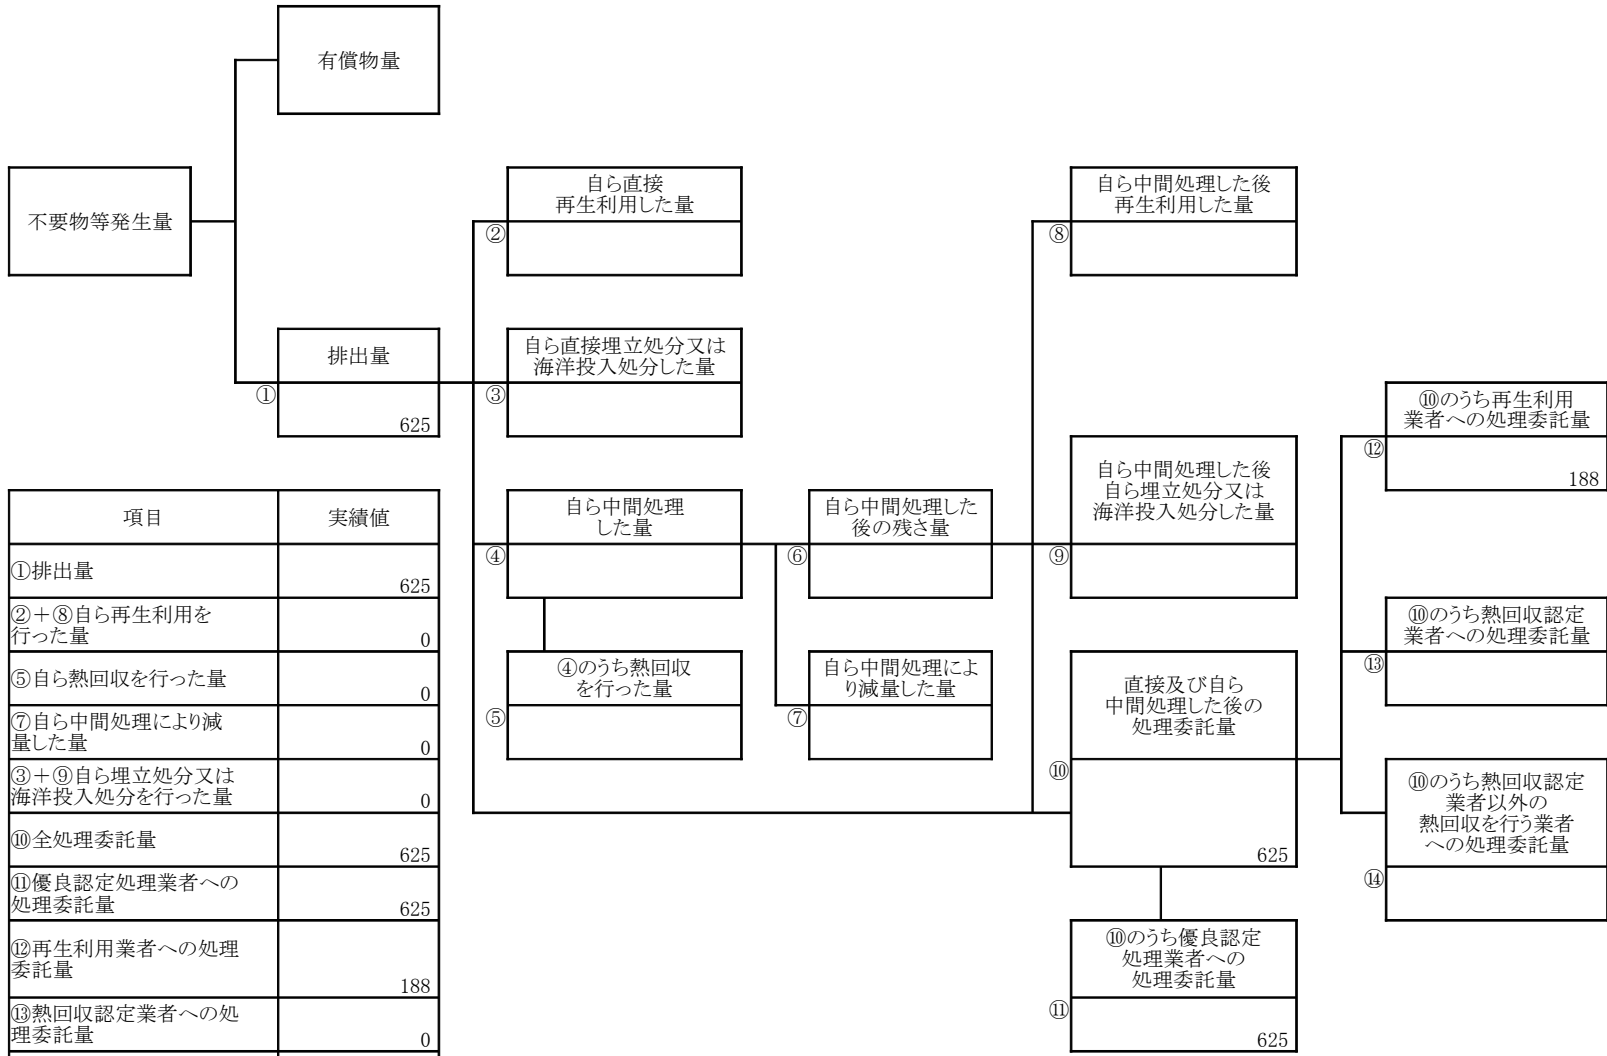 有償物量
不要物等発生量
自ら直接
再生利用した量
②
自ら中間処理した後
再生利用した量
⑧
排出量
①
625
自ら直接埋立処分又は
海洋投入処分した量
③
⑩のうち再生利用
業者への処理委託量
⑫
188
自ら中間処理
した量
④
自ら中間処理した
後の残さ量
⑥
自ら中間処理した後
自ら埋立処分又は
海洋投入処分した量
⑨
⑩のうち熱回収認定
業者への処理委託量
⑬
④のうち熱回収
を行った量
⑤
自ら中間処理によ
り減量した量
⑦
直接及び自ら
中間処理した後の
処理委託量
⑩
625
⑩のうち熱回収認定
業者以外の
熱回収を行う業者
への処理委託量
⑭
⑩のうち優良認定
処理業者への
処理委託量
⑪
625
項目 実績値
①排出量
625
②+⑧自ら再生利用を
行った量
0
⑤自ら熱回収を行った量
0
⑦自ら中間処理により減
量した量
0
③+⑨自ら埋立処分又は
海洋投入処分を行った量
0
⑩全処理委託量
625
⑪優良認定処理業者への
処理委託量
625
⑫再生利用業者への処理
委託量
188
⑬熱回収認定業者への処
理委託量
0